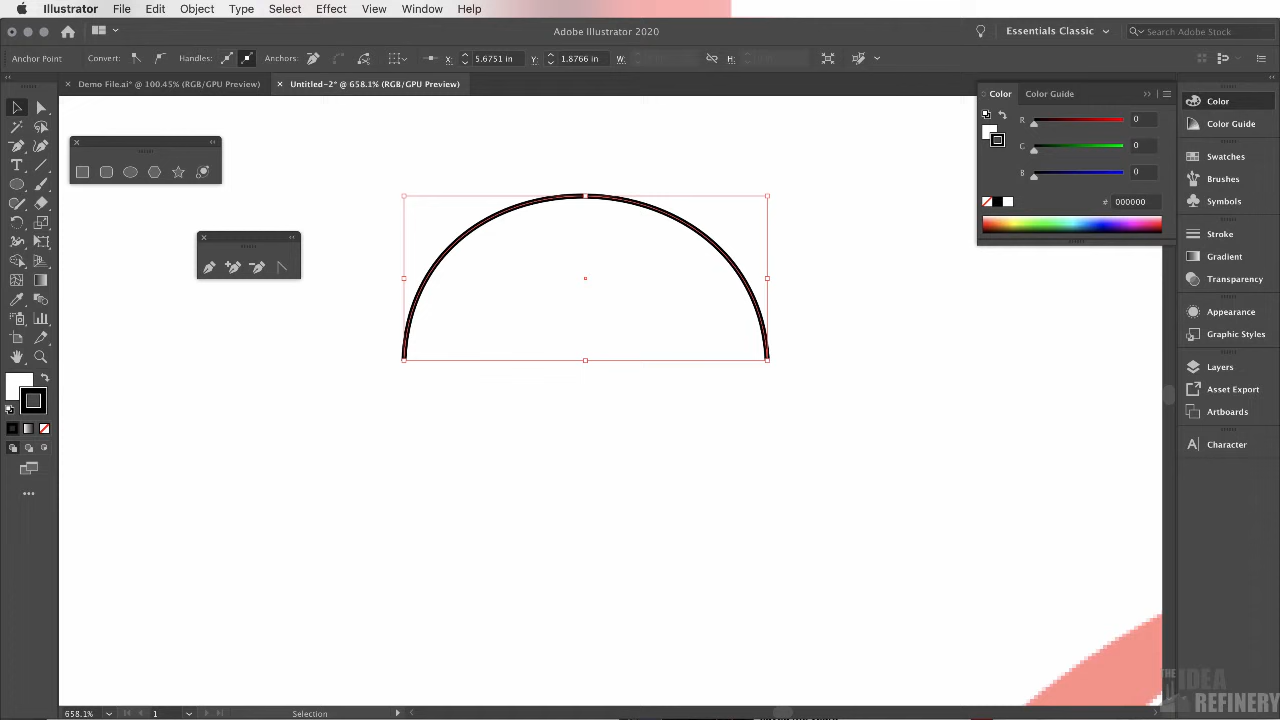 Illustrator File Edit Object Type Select Effect View Window Help
Adobe Illustrator 2020
Essentials Classic
Search Adobe Stock
Anchor Point Convert: Handles: Anchors: X: 5.6751 in Y: 1.8766 in W: H:
Demo File.ai* @ 100.45% (RGB/GPU Preview)
Untitled-2* @ 658.1% (RGB/GPU Preview)
Color Color Guide
R 0
G 0
B 0
# 000000
Color
Color Guide
Swatches
Brushes
Symbols
Stroke
Gradient
Transparency
Appearance
Graphic Styles
Layers
Asset Export
Artboards
Character
THE
IDEA
REFINERY
658.1% 1 Selection